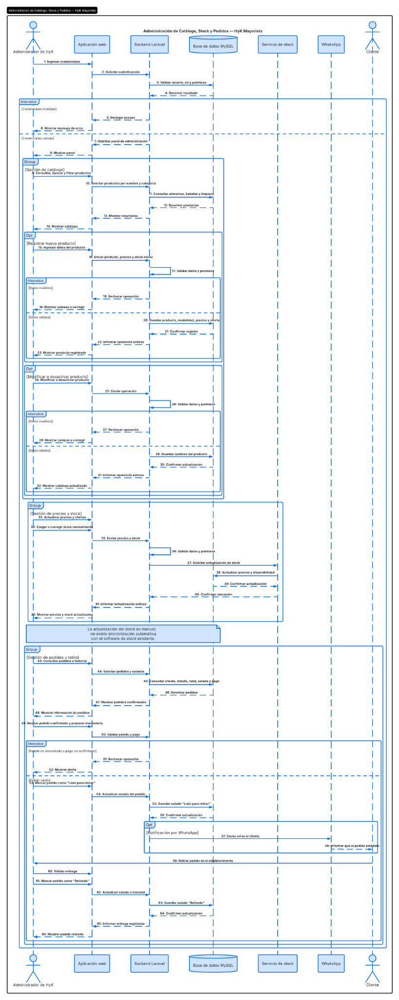 Administración de Catálogo, Stock y Pedidos — HyK Mayorista
Administración de Catálogo, Stock y Pedidos — HyK Mayorista
Administrador de HyK
Aplicación web
Backend Laravel
Base de datos MySQL
Servicio de stock
WhatsApp
Cliente
1: Ingresar credenciales
2: Solicitar autenticación
3: Validar usuario, rol y permisos
4: Devolver resultado
Alternative
[Credenciales inválidas]
5: Denegar acceso
6: Mostrar mensaje de error
[Credenciales válidas]
7: Habilitar panel de administración
8: Mostrar panel
Group
[Gestión de catálogo]
9: Consultar, buscar y filtrar productos
10: Solicitar productos por nombre y categoría
11: Consultar alimentos, bebidas y limpieza
12: Devolver productos
13: Mostrar resultados
14: Mostrar catálogo
Opt
[Registrar nuevo producto]
15: Ingresar datos del producto
16: Enviar producto, precios y stock inicial
17: Validar datos y permisos
Alternative
[Datos inválidos]
18: Rechazar operación
19: Mostrar campos a corregir
[Datos válidos]
20: Guardar producto, modalidad, precios y oferta
21: Confirmar registro
22: Informar operación exitosa
23: Mostrar producto registrado
Opt
[Modificar o desactivar producto]
24: Modificar o desactivar producto
25: Enviar operación
26: Validar datos y permisos
Alternative
[Datos inválidos]
27: Rechazar operación
28: Mostrar campos a corregir
[Datos válidos]
29: Guardar cambios del producto
30: Confirmar actualización
31: Informar operación exitosa
32: Mostrar catálogo actualizado
Group
[Gestión de precios y stock]
33: Actualizar precios y ofertas
34: Cargar o corregir stock manualmente
35: Enviar precios y stock
36: Validar datos y permisos
37: Solicitar actualización de stock
38: Actualizar precios y disponibilidad
39: Confirmar actualización
40: Confirmar operación
41: Informar actualización exitosa
42: Mostrar precios y stock actualizados
La actualización del stock es manual;
no existe sincronización automática
con el software de stock existente.
Group
[Gestión de pedidos y retiro]
43: Consultar pedidos e historial
44: Solicitar pedidos y estados
45: Consultar cliente, detalle, total, estado y pago
46: Devolver pedidos
47: Mostrar pedidos confirmados
48: Mostrar información de pedidos
49: Revisar pedido confirmado y preparar mercadería
50: Validar pedido y pago
Alternative
[Pedido no encontrado o pago no confirmado]
51: Rechazar operación
52: Mostrar alerta
[Pedido válido]
53: Marcar pedido como "Listo para retirar"
54: Actualizar estado del pedido
55: Guardar estado "Listo para retirar"
56: Confirmar actualización
Opt
[Notificación por WhatsApp]
57: Enviar aviso al cliente
58: Informar que el pedido está listo
59: Retirar pedido en el establecimiento
60: Validar entrega
61: Marcar pedido como "Retirado"
62: Actualizar estado e historial
63: Guardar estado "Retirado"
64: Confirmar actualización
65: Informar entrega registrada
66: Mostrar pedido retirado
Administrador de HyK
Aplicación web
Backend Laravel
Base de datos MySQL
Servicio de stock
WhatsApp
Cliente